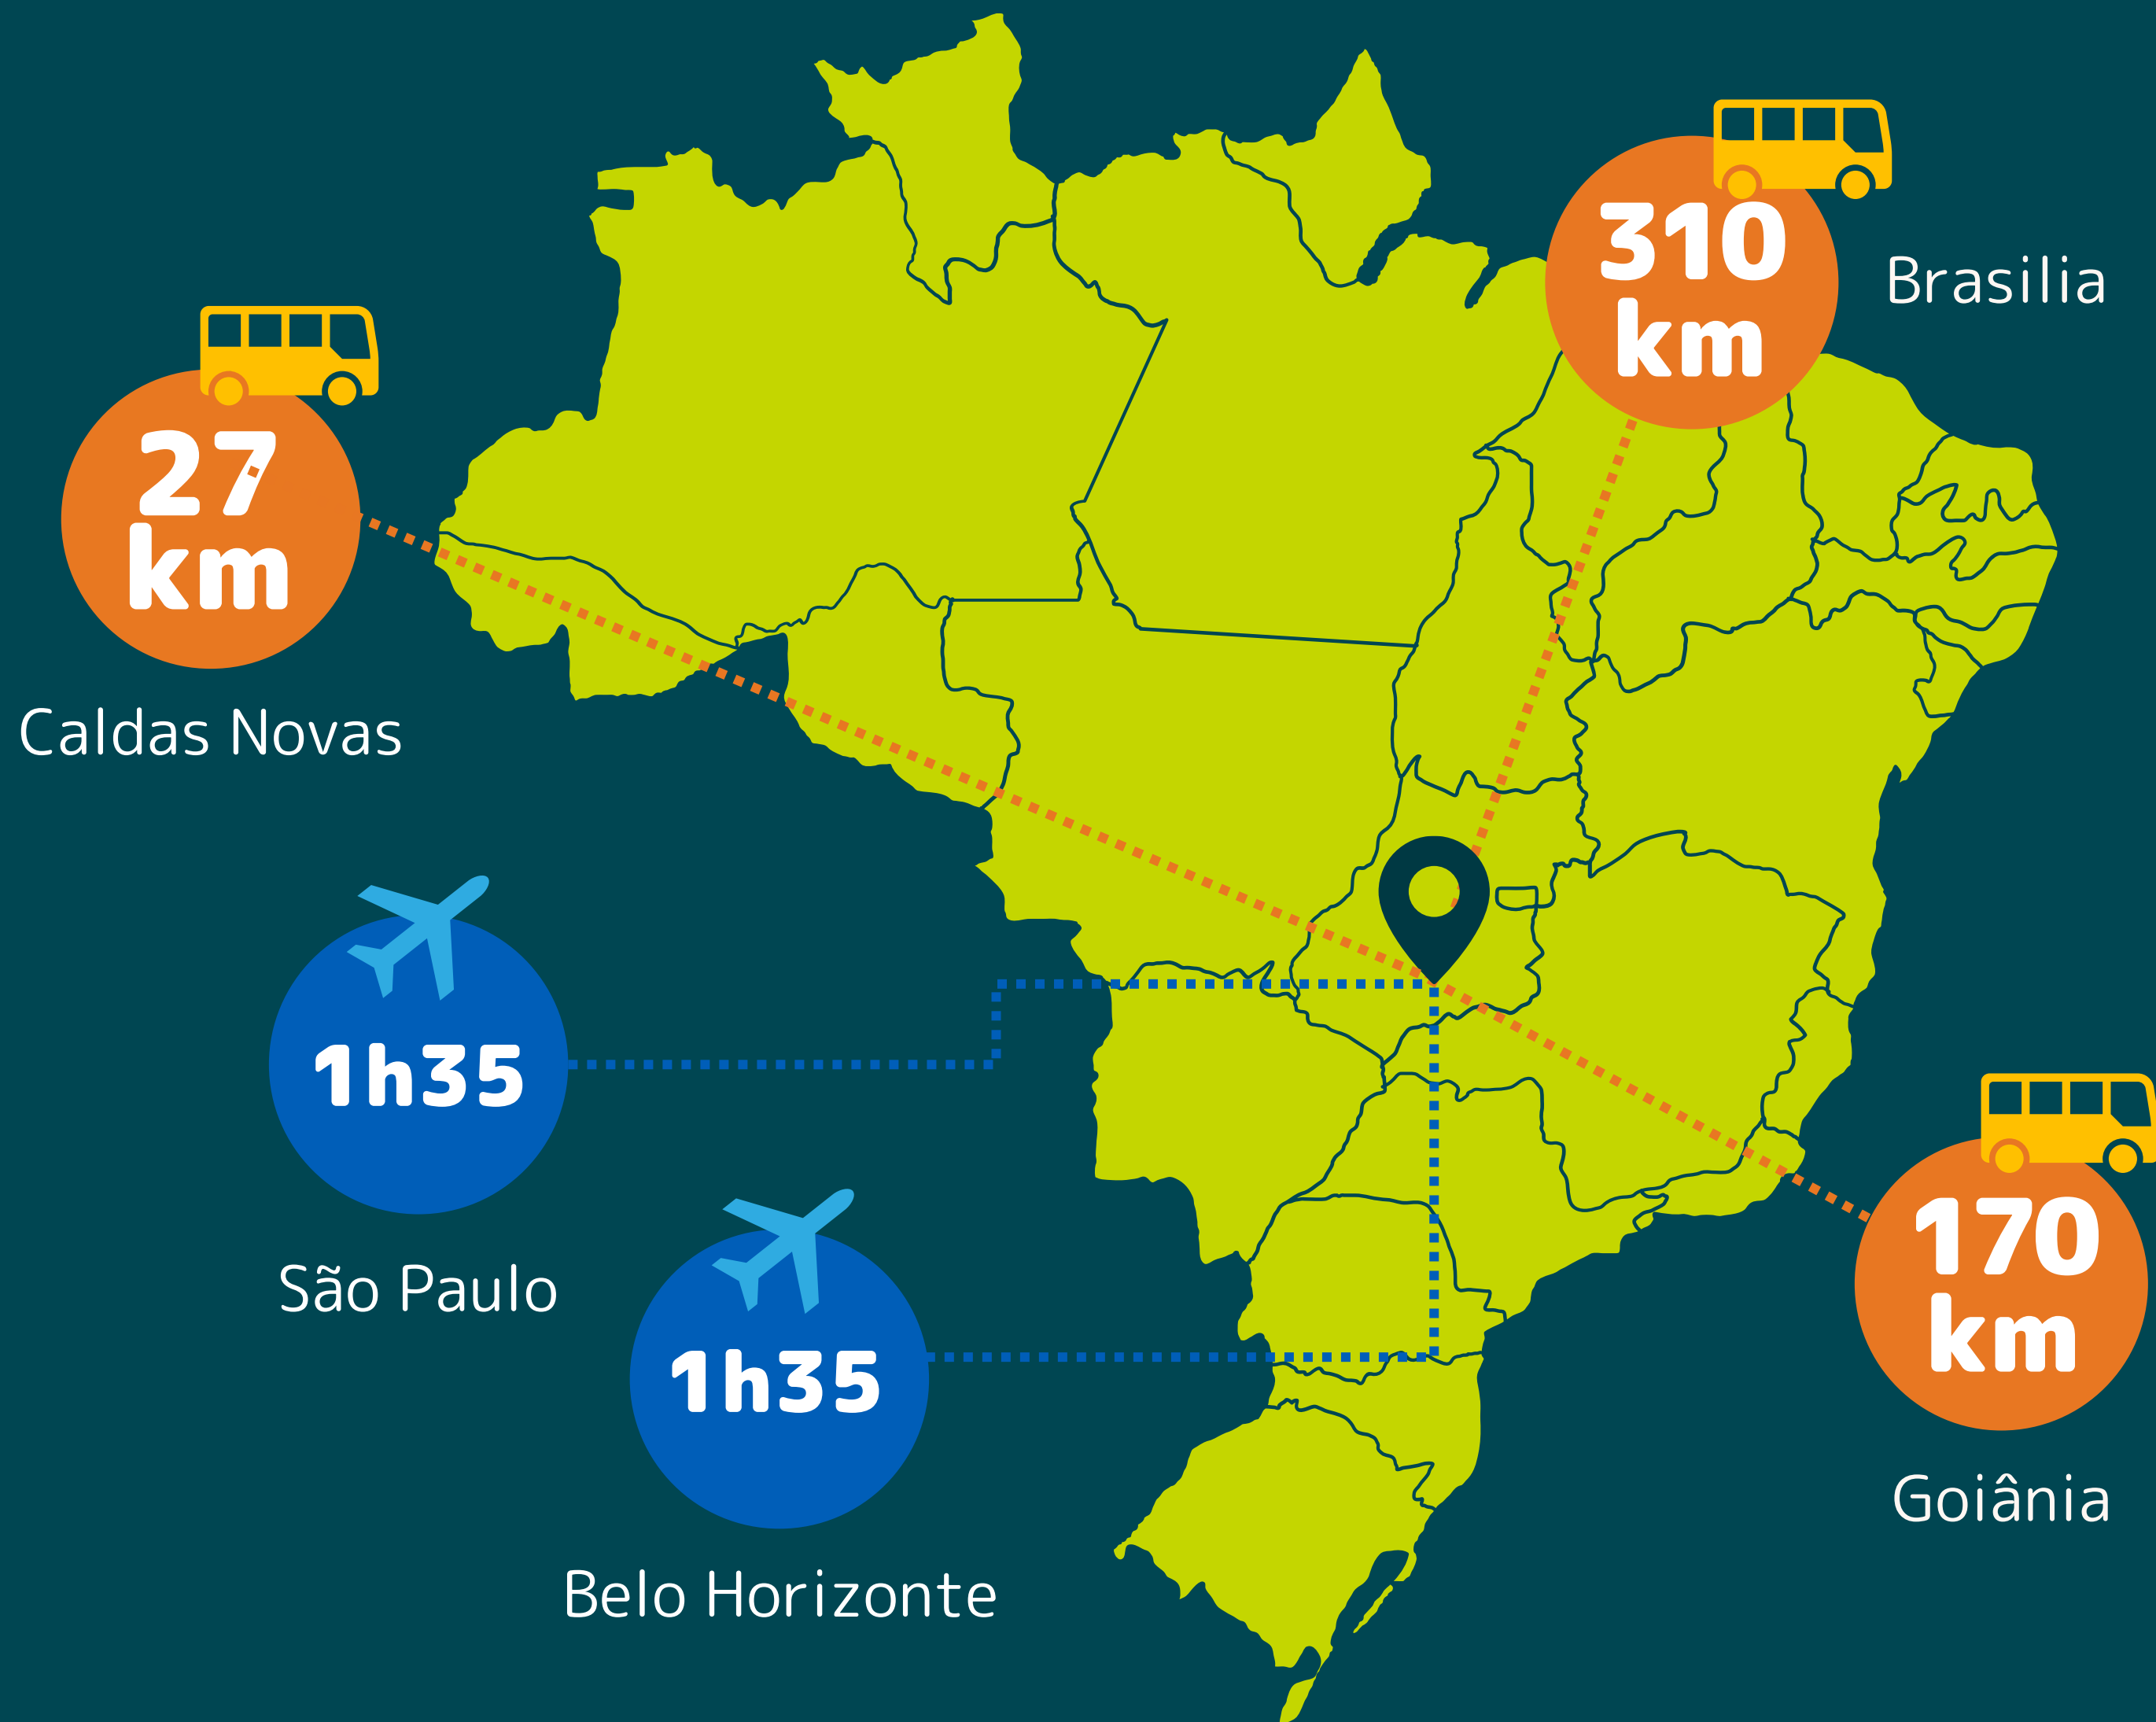 310
km
Brasilia
27
km
Caldas Novas
1h35
São Paulo
1h35
Belo Horizonte
170
km
Goiânia